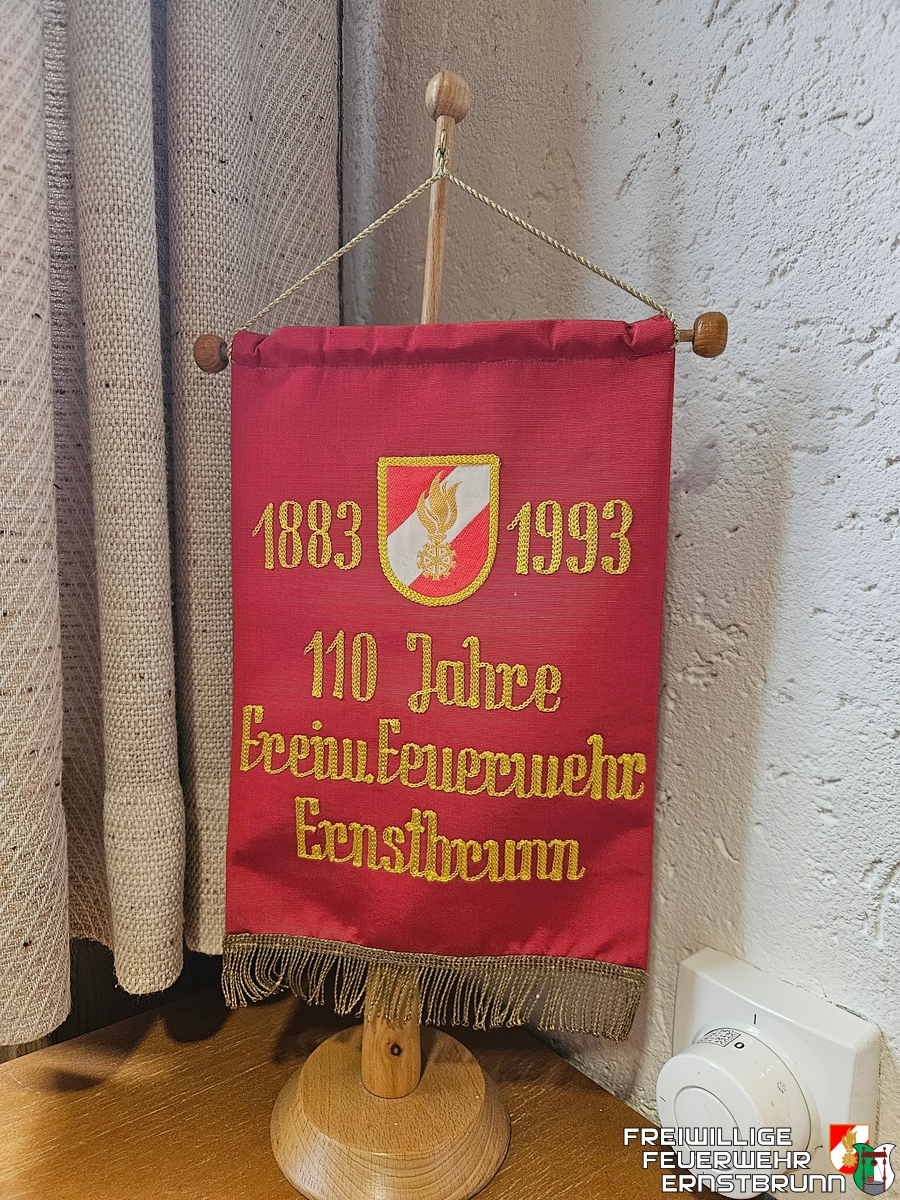 1883 1993
110 Jahre
Freiw. Feuerwehr
Ernstbrunn
FREIWILLIGE
FEUERWEHR
ERNSTBRUNN